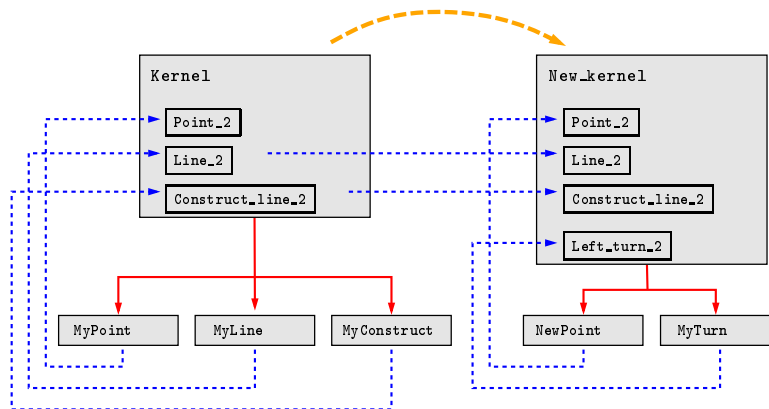 Kernel
Point_2
Line_2
Construct_line_2
MyPoint
MyLine
MyConstruct
New_kernel
Point_2
Line_2
Construct_line_2
Left_turn_2
NewPoint
MyTurn